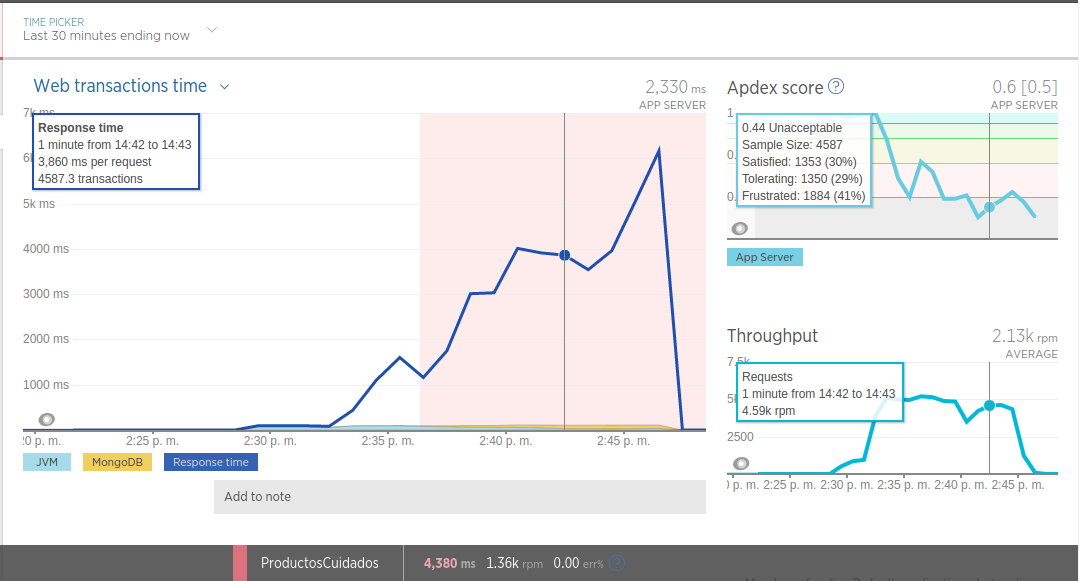 TIME PICKER
Last 30 minutes ending now
Web transactions time
2,330 ms
APP SERVER
7k ms
Response time
1 minute from 14:42 to 14:43
3,860 ms per request
4587.3 transactions
5k ms
4000 ms
3000 ms
2000 ms
1000 ms
:0 p. m. 2:25 p. m. 2:30 p. m. 2:35 p. m. 2:40 p. m. 2:45 p. m.
JVM MongoDB Response time
Add to note
Apdex score ?
0.6 [0.5]
APP SERVER
1
0.44 Unacceptable
Sample Size: 4587
Satisfied: 1353 (30%)
Tolerating: 1350 (29%)
Frustrated: 1884 (41%)
App Server
Throughput
2.13k rpm
AVERAGE
7.5k
Requests
1 minute from 14:42 to 14:43
4.59k rpm
2500
p. m. 2:25 p. m. 2:30 p. m. 2:35 p. m. 2:40 p. m. 2:45 p. m.
ProductosCuidados 4,380 ms 1.36k rpm 0.00 err% ?